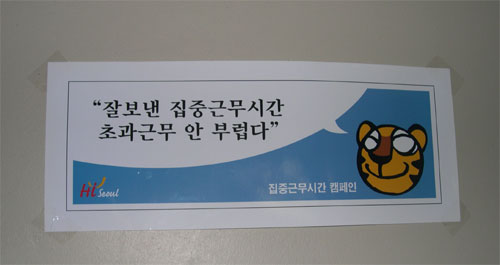 “잘보낸 집중근무시간
초과근무 안 부럽다”
Hi Seoul
집중근무시간 캠페인